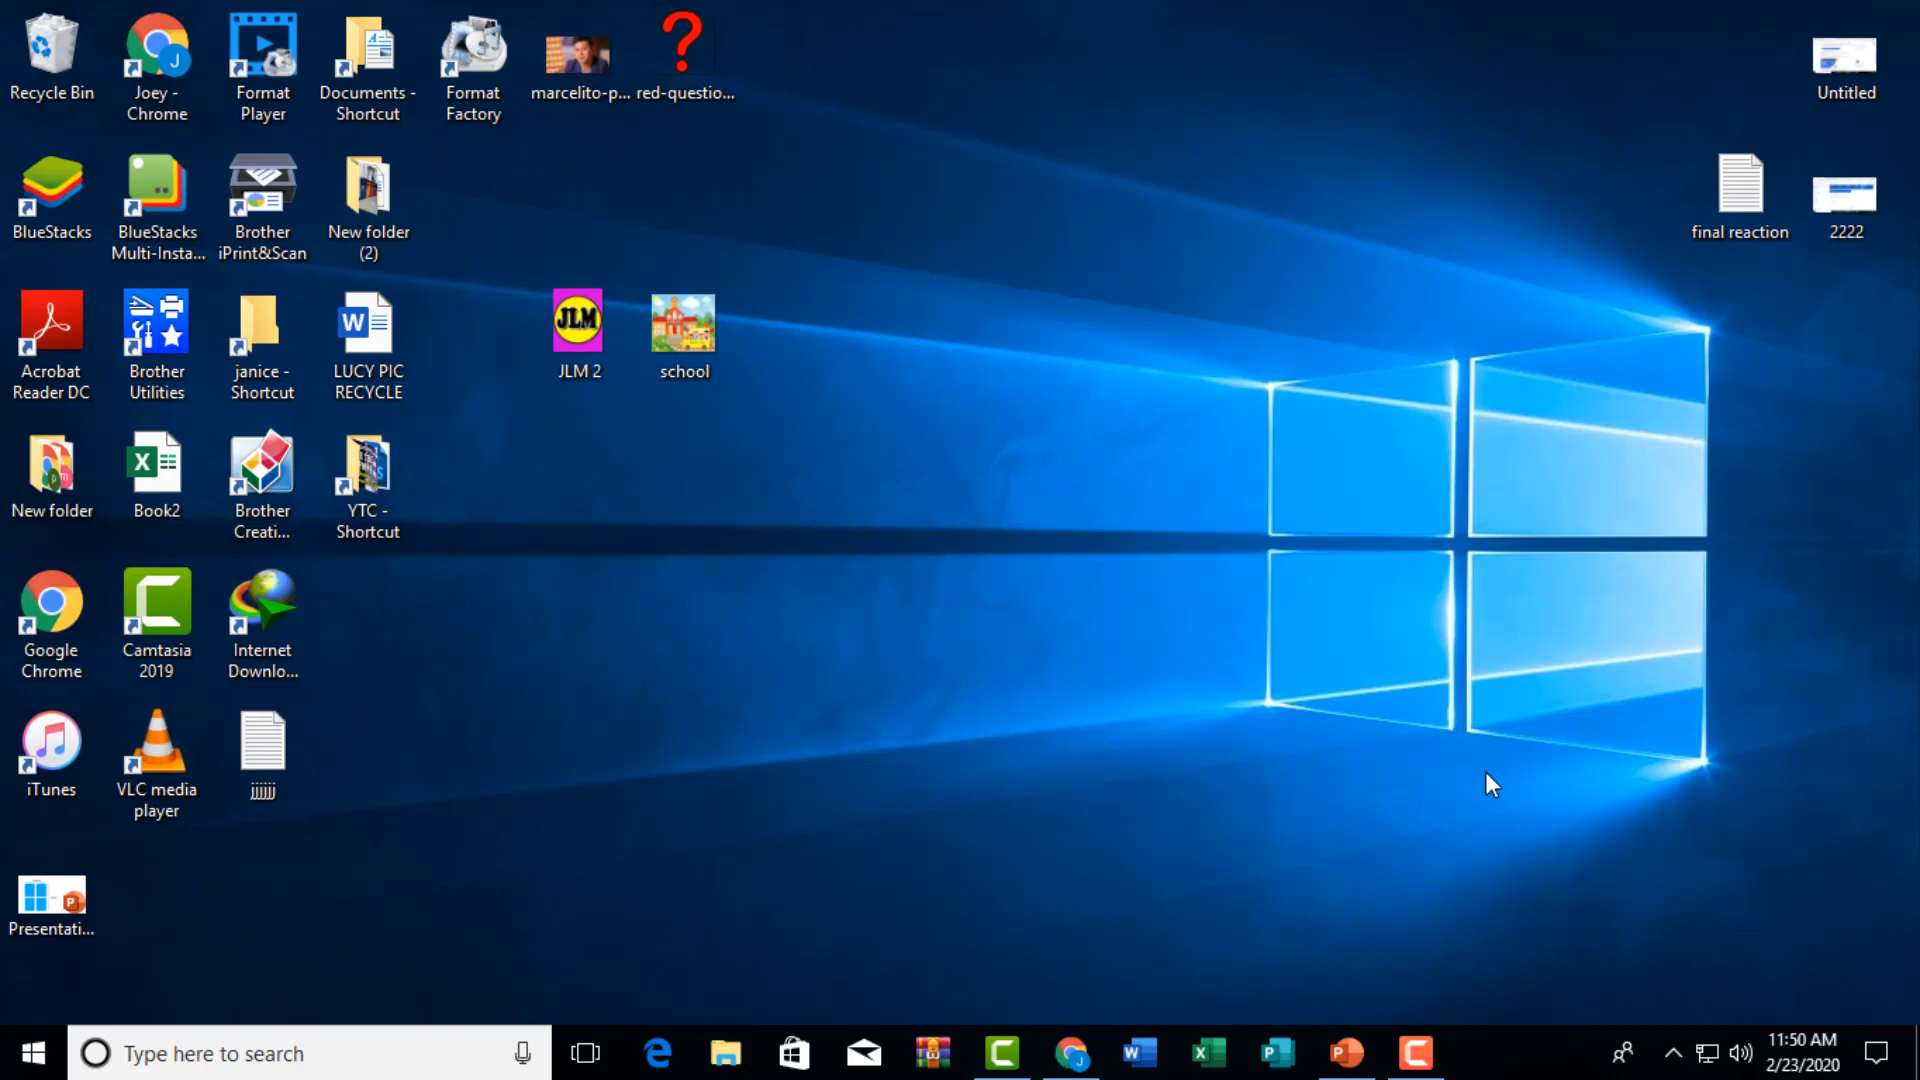 Recycle Bin
Joey -
Chrome
Format
Player
Documents -
Shortcut
Format
Factory
marcelito-p...
red-questio...
Untitled
BlueStacks
BlueStacks
Multi-Insta...
Brother
iPrint&Scan
New folder
(2)
final reaction
2222
Acrobat
Reader DC
Brother
Utilities
janice -
Shortcut
LUCY PIC
RECYCLE
JLM
JLM 2
school
New folder
Book2
Brother
Creati...
YTC -
Shortcut
Google
Chrome
Camtasia
2019
Internet
Downlo...
iTunes
VLC media
player
jjjjjj
Presentati...
Type here to search
11:50 AM
2/23/2020